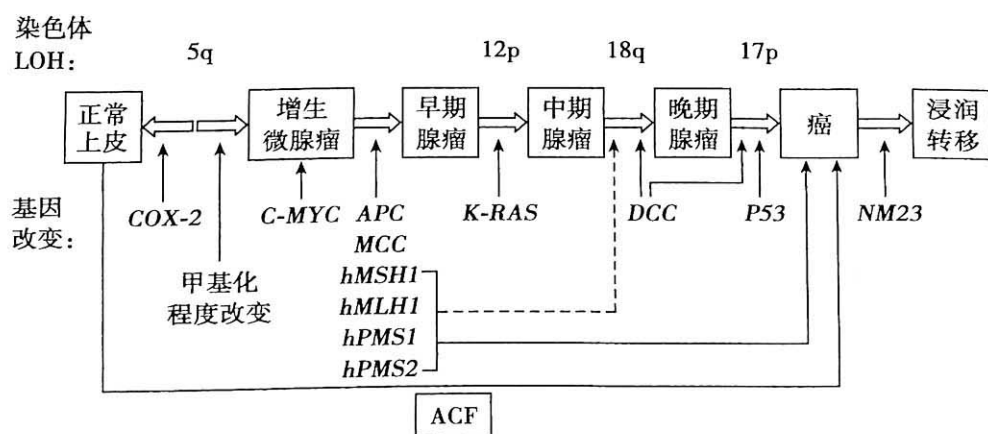 染色体
LOH:
5q
12p
18q
17p
正常
上皮
增生
微腺瘤
早期
腺瘤
中期
腺瘤
晚期
腺瘤
癌
浸润
转移
基因
改变:
COX-2
C-MYC
APC
K-RAS
DCC
P53
NM23
MCC
甲基化
程度改变
hMSH1
hMLH1
hPMS1
hPMS2
ACF